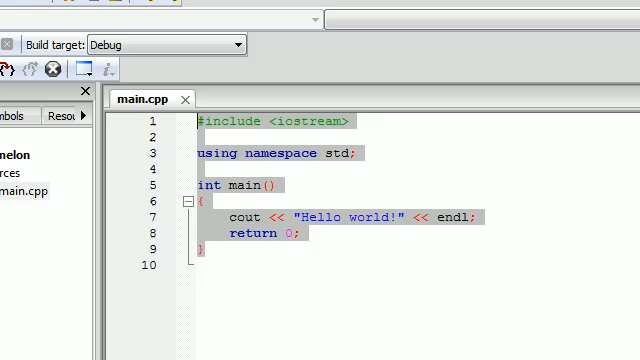 Build target: Debug
main.cpp
mbols Resou
melon
rces
main.cpp
1 #include <iostream>
2
3 using namespace std;
4
5 int main()
6 {
7 cout << "Hello world!" << endl;
8 return 0;
9 }
10